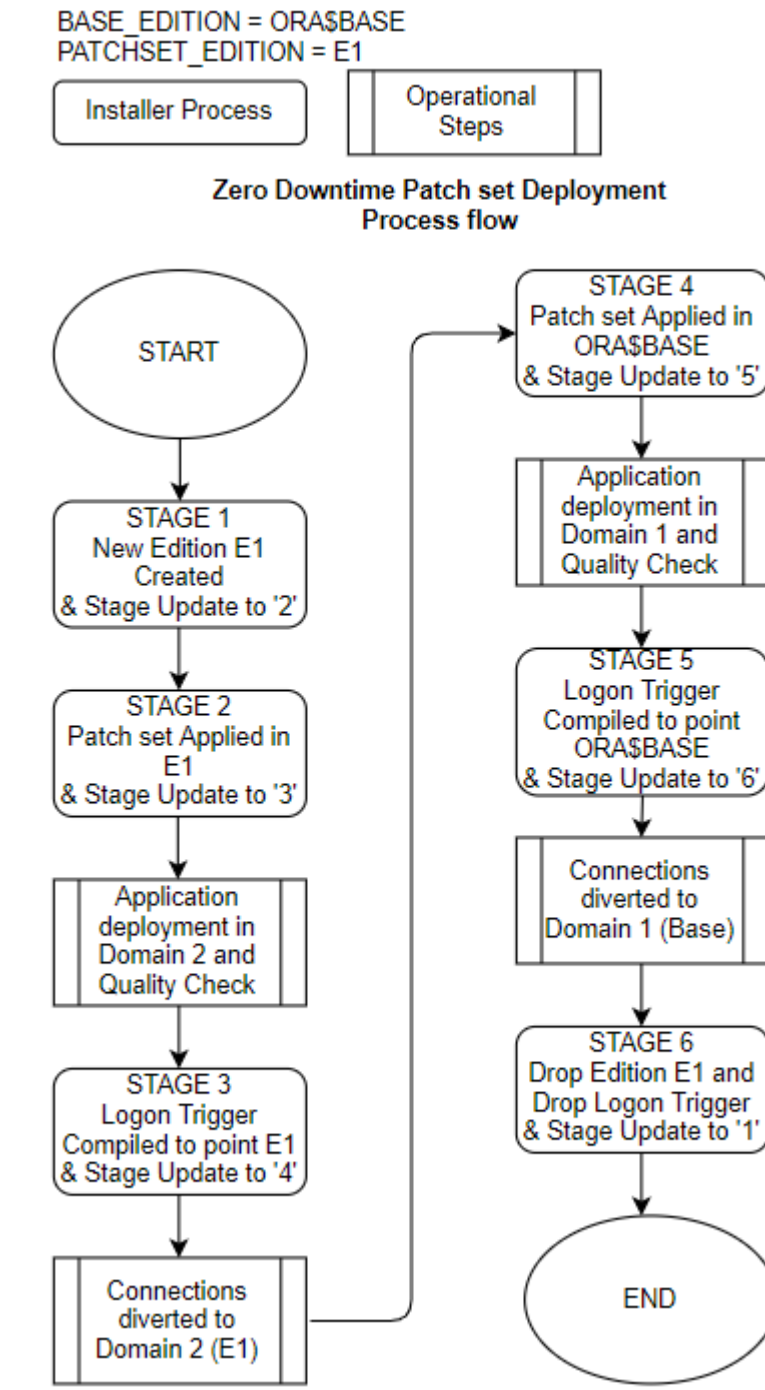 BASE_EDITION = ORA$BASE
PATCHSET_EDITION = E1
Installer Process
Operational
Steps
Zero Downtime Patch set Deployment
Process flow
START
STAGE 1
New Edition E1
Created
& Stage Update to '2'
STAGE 2
Patch set Applied in
E1
& Stage Update to '3'
Application
deployment in
Domain 2 and
Quality Check
STAGE 3
Logon Trigger
Compiled to point E1
& Stage Update to '4'
Connections
diverted to
Domain 2 (E1)
STAGE 4
Patch set Applied in
ORA$BASE
& Stage Update to '5'
Application
deployment in
Domain 1 and
Quality Check
STAGE 5
Logon Trigger
Compiled to point
ORA$BASE
& Stage Update to '6'
Connections
diverted to
Domain 1 (Base)
STAGE 6
Drop Edition E1 and
Drop Logon Trigger
& Stage Update to '1'
END